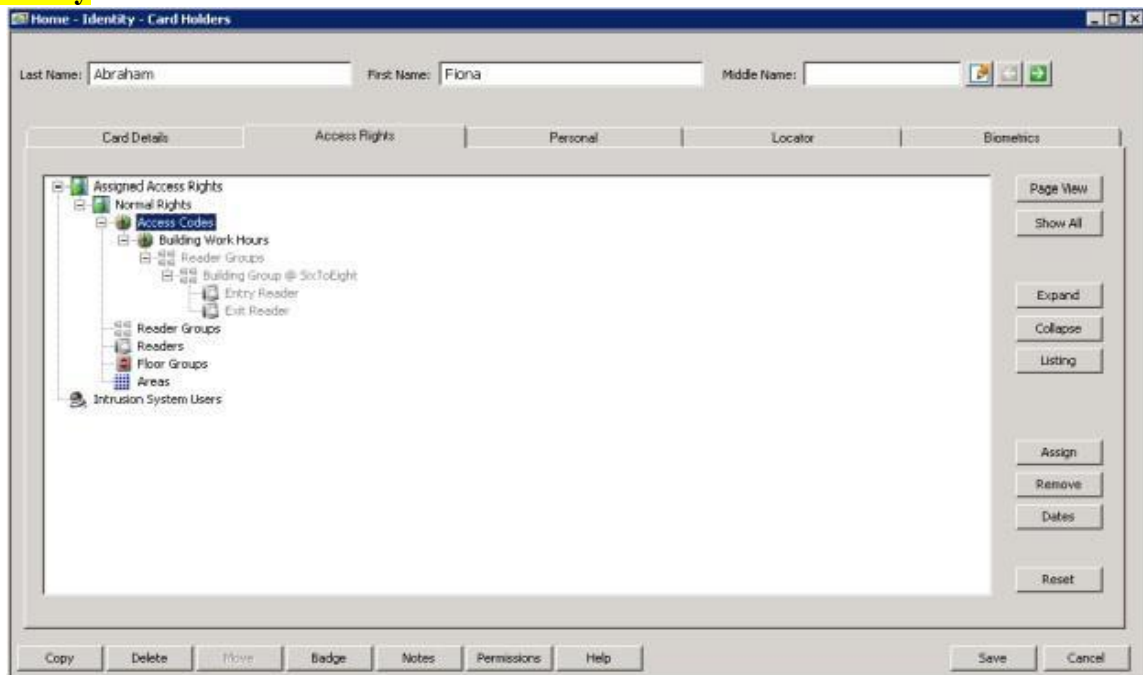 Home - Identity - Card Holders
Last Name: Abraham First Name: Fiona Middle Name:
Card Details Access Rights Personal Locator Biometrics
Assigned Access Rights
Normal Rights
Access Codes
Building Work Hours
Reader Groups
Building Group @ SixToEight
Entry Reader
Exit Reader
Reader Groups
Readers
Floor Groups
Areas
Intrusion System Users
Page View
Show All
Expand
Collapse
Listing
Assign
Remove
Dates
Reset
Copy Delete Move Badge Notes Permissions Help Save Cancel